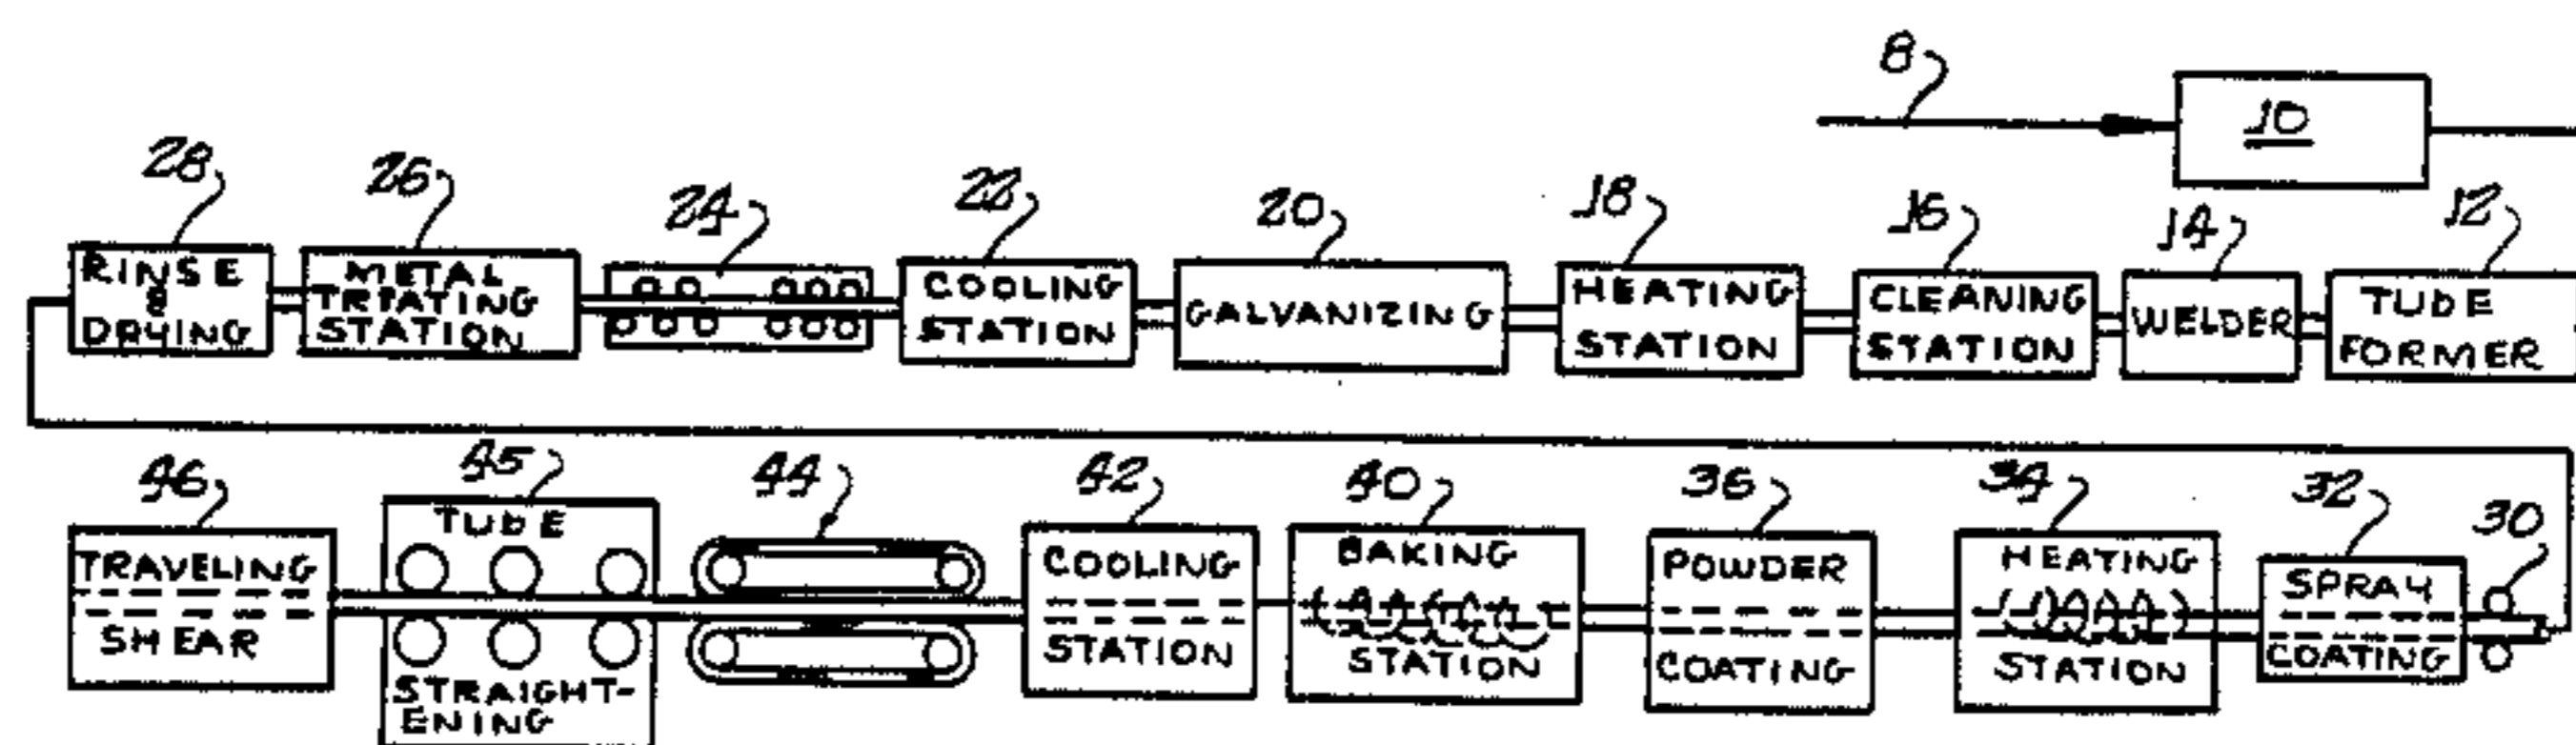 8
10
28
26
24
22
20
18
16
14
12
RINSE
&
DRYING
METAL
TREATING
STATION
COOLING
STATION
GALVANIZING
HEATING
STATION
CLEANING
STATION
WELDER
TUBE
FORMER
46
45
44
42
40
36
34
32
30
TRAVELING
SHEAR
TUBE
STRAIGHT-
ENING
COOLING
STATION
BAKING
STATION
POWDER
COATING
HEATING
STATION
SPRAY
COATING